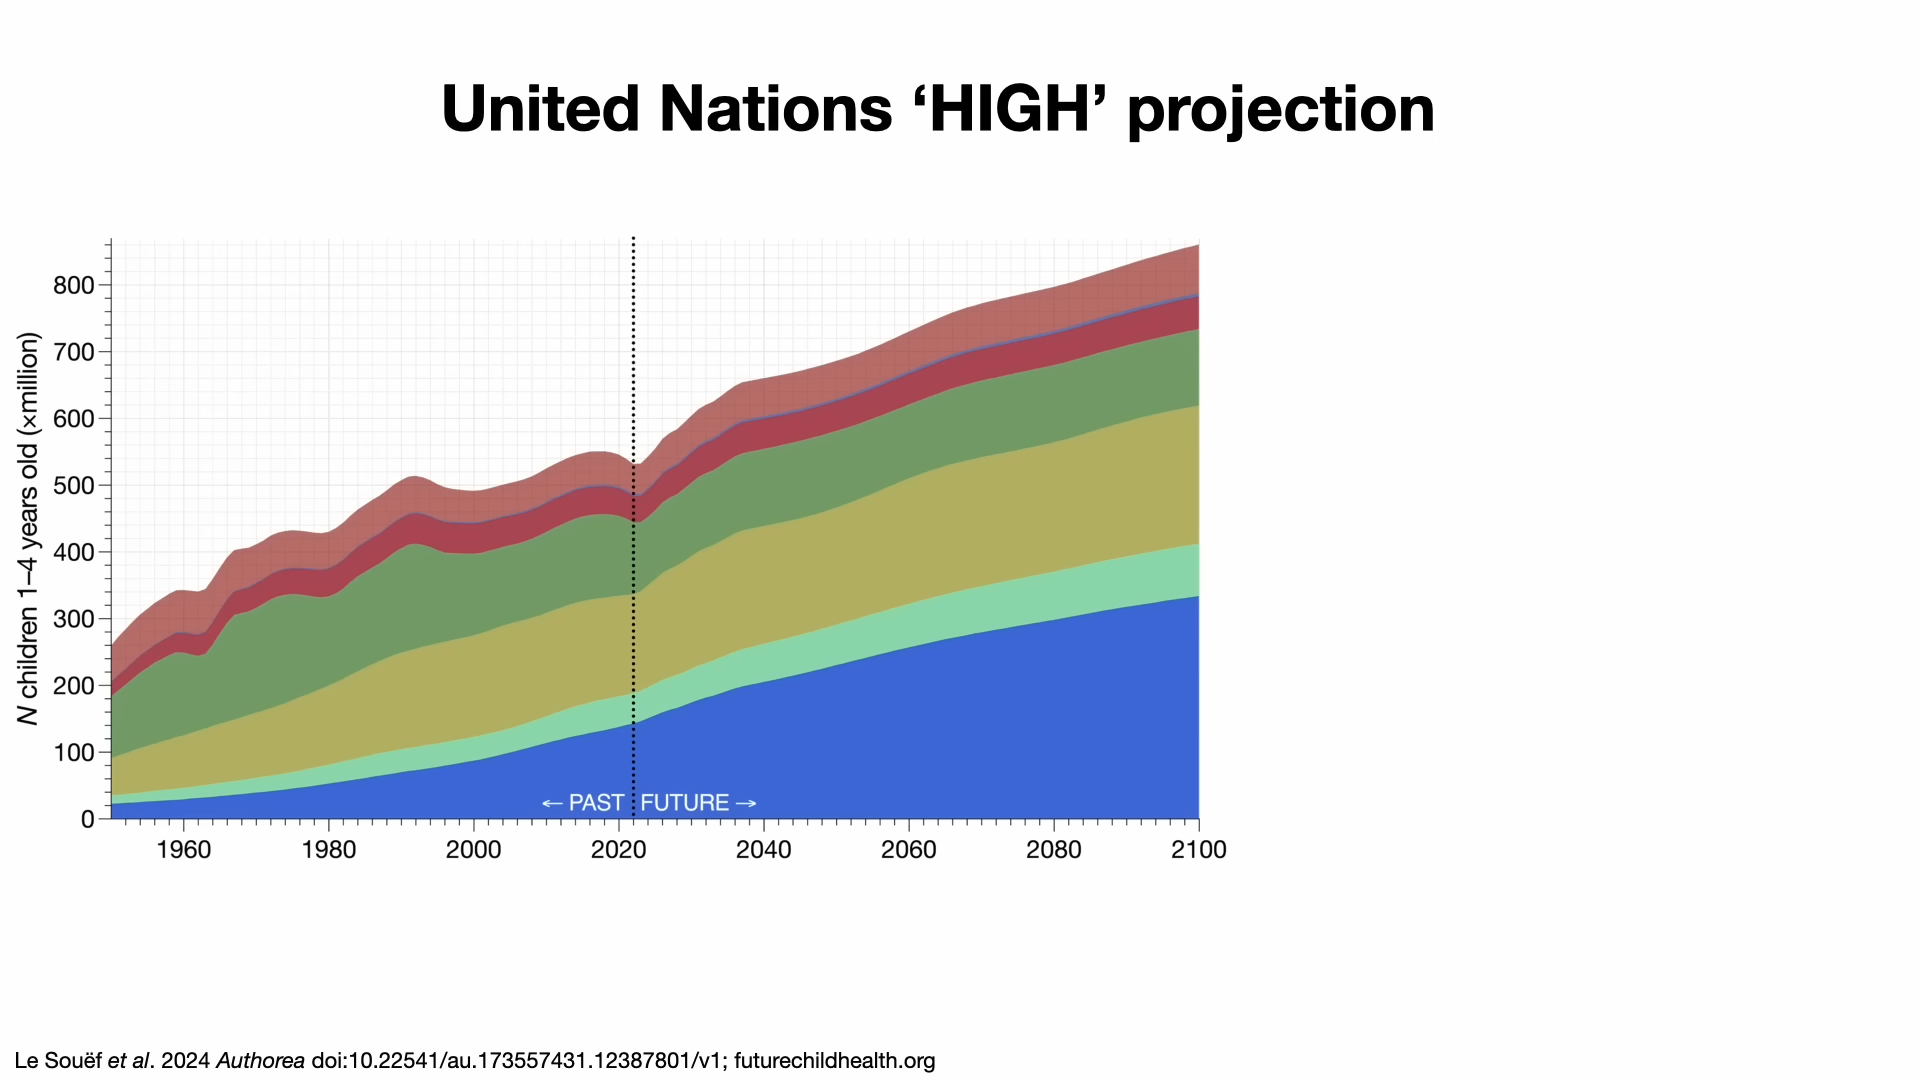 United Nations ‘HIGH’ projection
N children 1–4 years old (×million)
800
700
600
500
400
300
200
100
0
← PAST FUTURE →
1960 1980 2000 2020 2040 2060 2080 2100
Le Souëf et al. 2024 Authorea doi:10.22541/au.173557431.12387801/v1; futurechildhealth.org